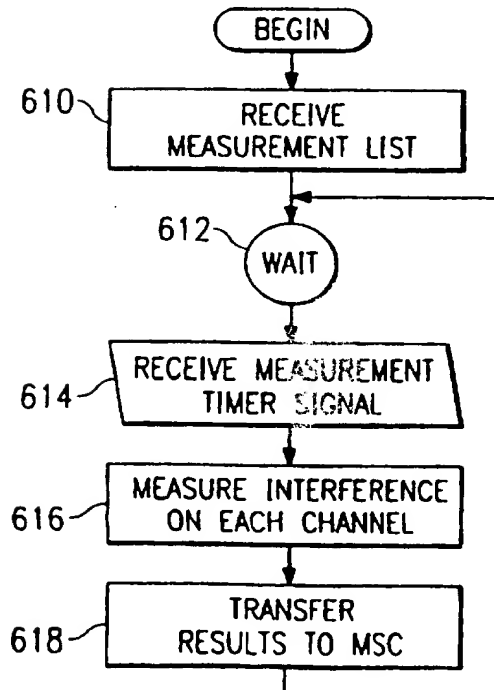 BEGIN
610
RECEIVE
MEASUREMENT LIST
612
WAIT
614
RECEIVE MEASUREMENT
TIMER SIGNAL
616
MEASURE INTERFERENCE
ON EACH CHANNEL
618
TRANSFER
RESULTS TO MSC